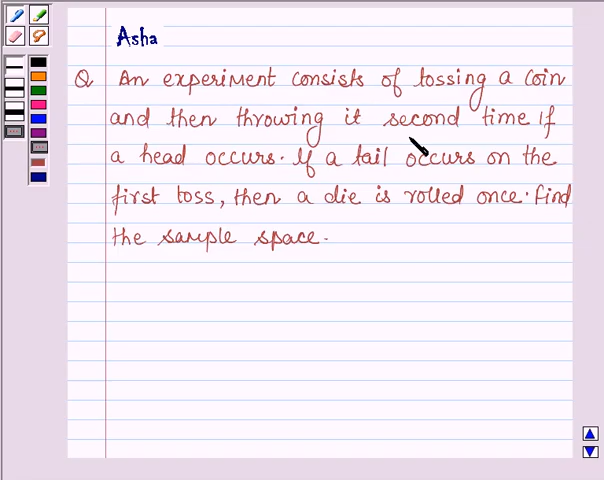 Asha
Q An experiment consists of tossing a coin
and then throwing it second time if
a head occurs. If a tail occurs on the
first toss, then a die is rolled once. Find
the sample space.